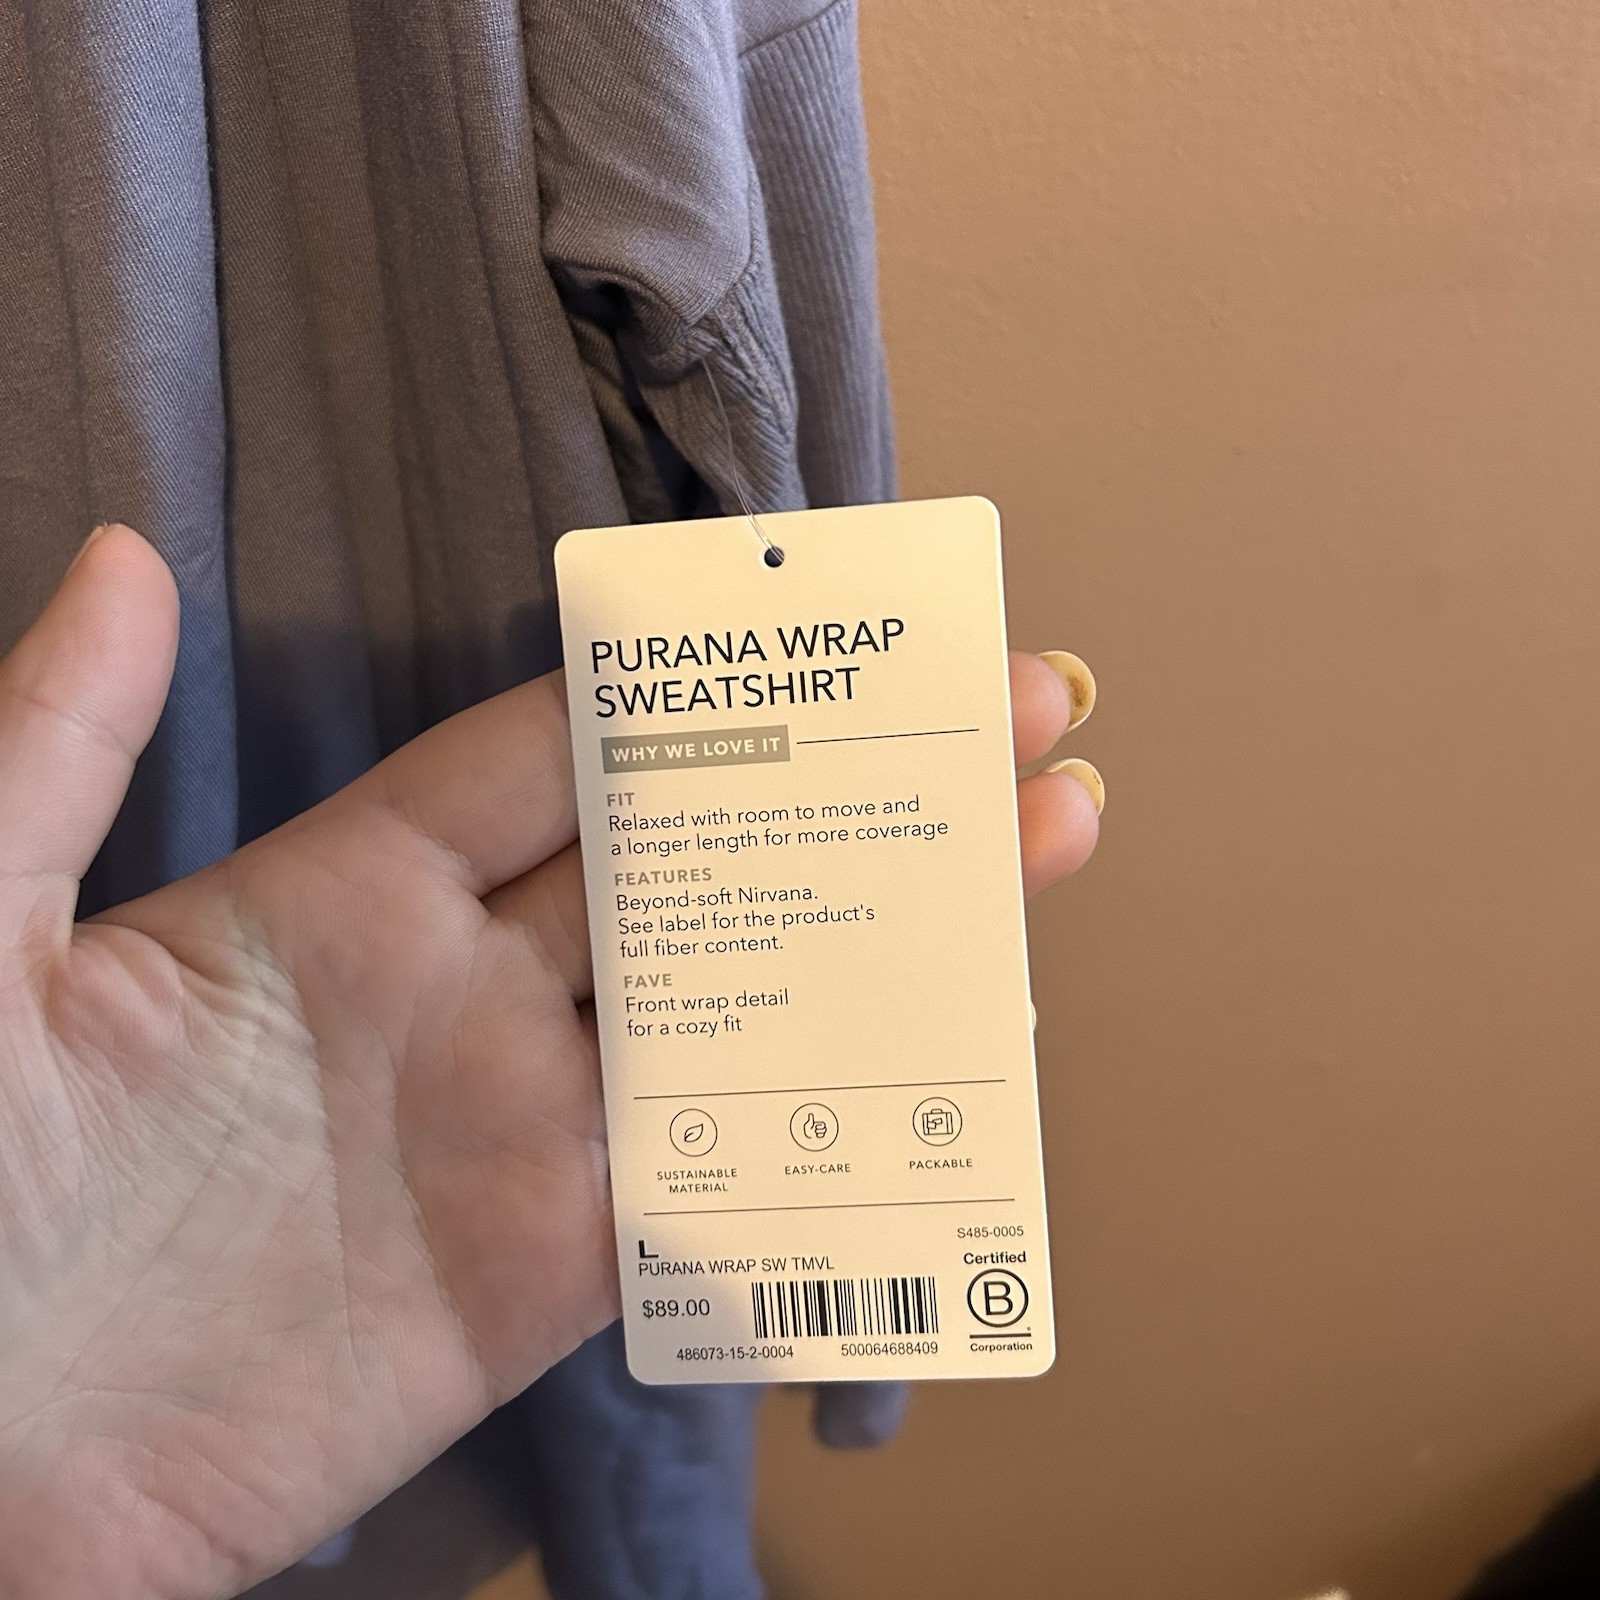 PURANA WRAP
SWEATSHIRT
WHY WE LOVE IT
FIT
Relaxed with room to move and
a longer length for more coverage
FEATURES
Beyond-soft Nirvana.
See label for the product's
full fiber content.
FAVE
Front wrap detail
for a cozy fit
SUSTAINABLE
MATERIAL
EASY-CARE
PACKABLE
S485-0005
L
PURANA WRAP SW TMVL
$89.00
486073-15-2-0004
500064688409
Certified
B
Corporation